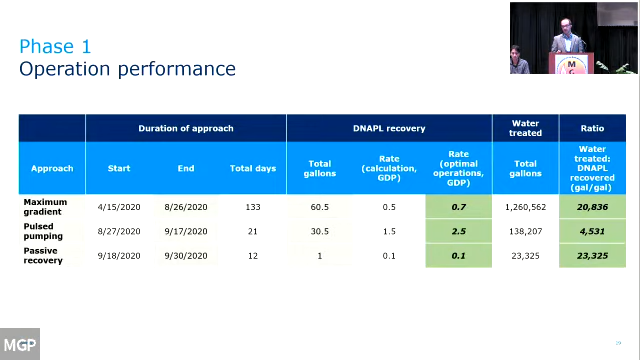 Phase 1
Operation performance
Duration of approach
DNAPL recovery
Water treated
Ratio
Approach
Start
End
Total days
Total gallons
Rate (calculation, GDP)
Rate (optimal operations, GDP)
Total gallons
Water treated: DNAPL recovered (gal/gal)
Maximum gradient 4/15/2020 8/26/2020 133 60.5 0.5 0.7 1,260,562 20,836
Pulsed pumping 8/27/2020 9/17/2020 21 30.5 1.5 2.5 138,207 4,531
Passive recovery 9/18/2020 9/30/2020 12 1 0.1 0.1 23,325 23,325
MGP